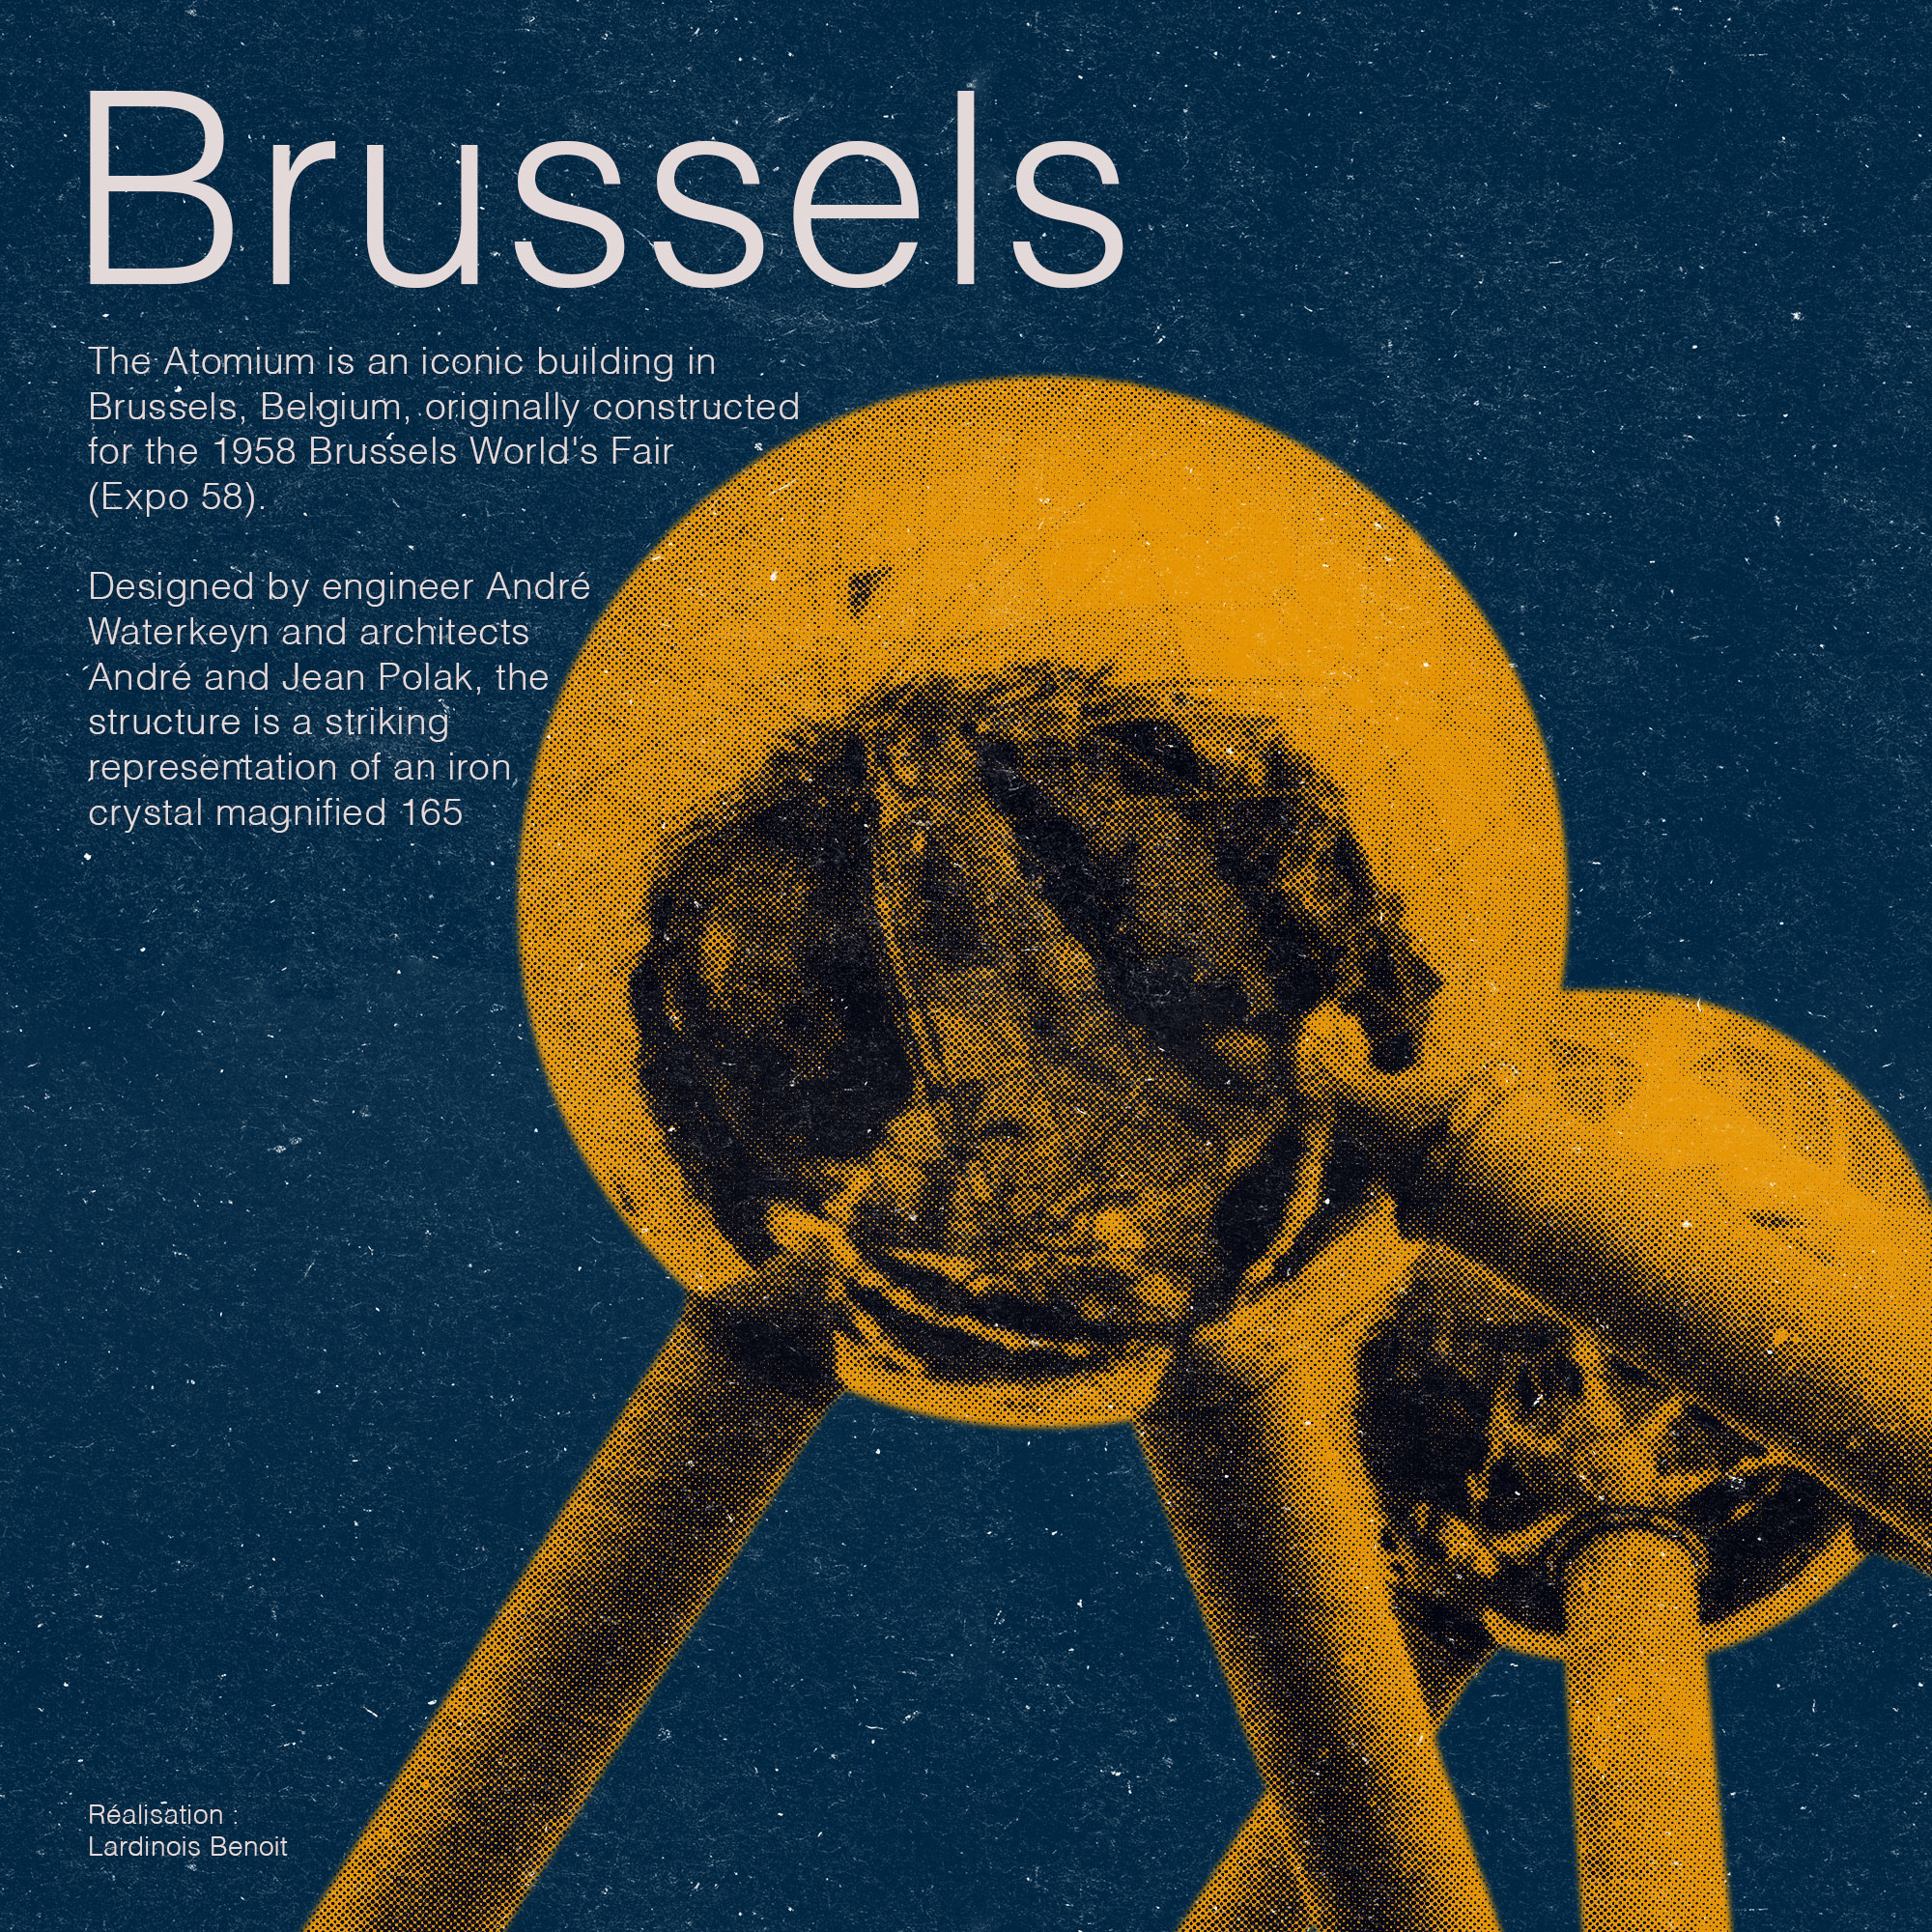 Brussels
The Atomium is an iconic building in
Brussels, Belgium, originally constructed
for the 1958 Brussels World's Fair
(Expo 58).
Designed by engineer André
Waterkeyn and architects
André and Jean Polak, the
structure is a striking
representation of an iron
crystal magnified 165
Réalisation :
Lardinois Benoit